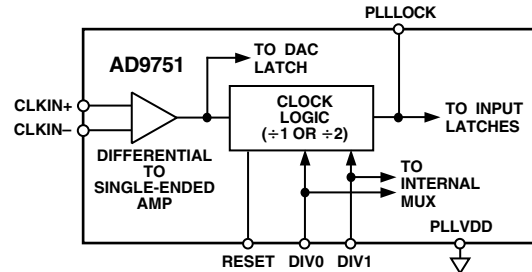 PLLLOCK
AD9751
TO DAC
LATCH
CLKIN+
CLKIN–
CLOCK
LOGIC
(÷1 OR ÷2)
TO INPUT
LATCHES
DIFFERENTIAL
TO
SINGLE-ENDED
AMP
TO
INTERNAL
MUX
PLLVDD
RESET
DIV0
DIV1